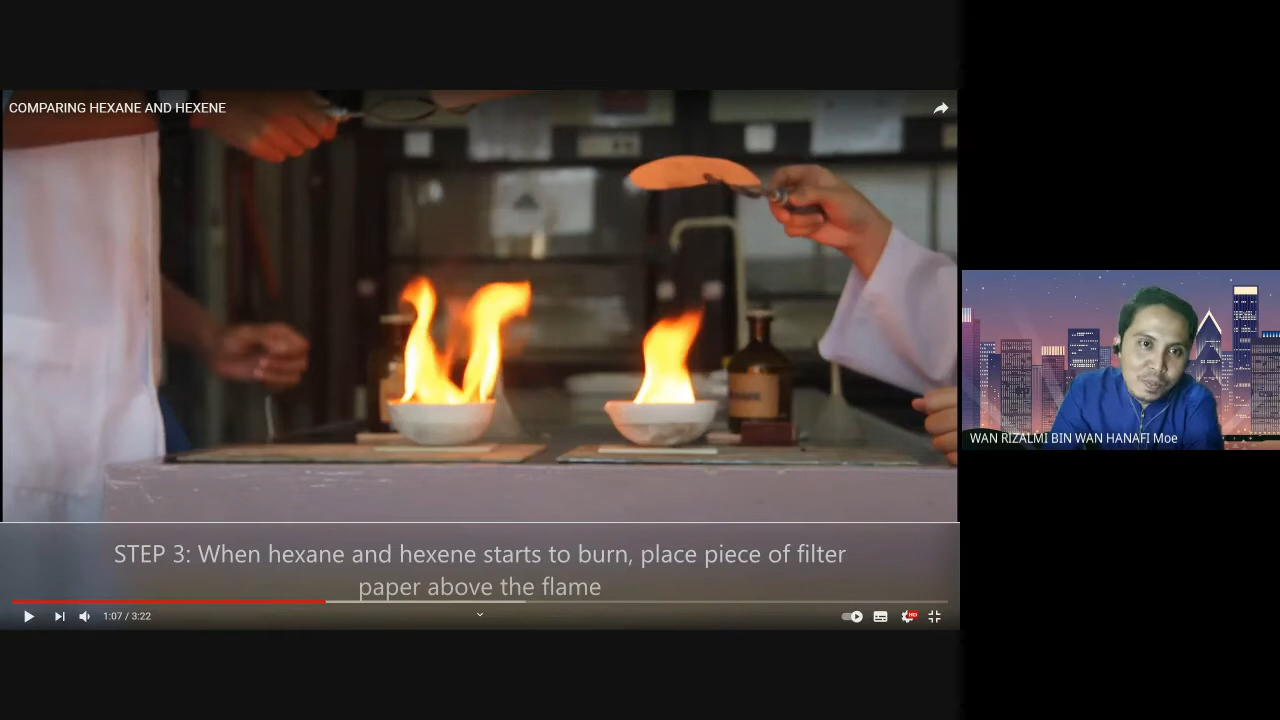 COMPARING HEXANE AND HEXENE
STEP 3: When hexane and hexene starts to burn, place piece of filter
paper above the flame
1:07 / 3:22
HD
WAN RIZALMI BIN WAN HANAFI Moe